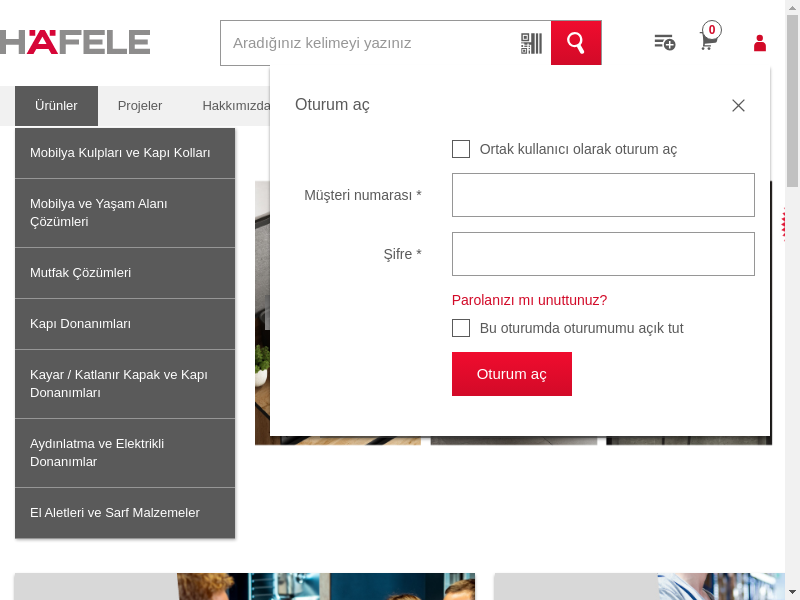 HÄFELE
Aradığınız kelimeyi yazınız
0
Ürünler
Projeler
Hakkımızda
Mobilya Kulpları ve Kapı Kolları
Mobilya ve Yaşam Alanı
Çözümleri
Mutfak Çözümleri
Kapı Donanımları
Kayar / Katlanır Kapak ve Kapı
Donanımları
Aydınlatma ve Elektrikli
Donanımlar
El Aletleri ve Sarf Malzemeler
Oturum aç
Ortak kullanıcı olarak oturum aç
Müşteri numarası *
Şifre *
Parolanızı mı unuttunuz?
Bu oturumda oturumumu açık tut
Oturum aç